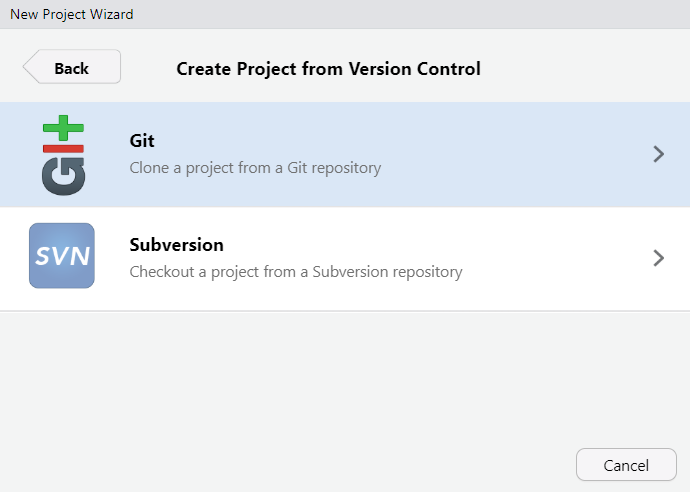 New Project Wizard
Back
Create Project from Version Control
Git
Git
Clone a project from a Git repository
SVN
Subversion
Checkout a project from a Subversion repository
Cancel